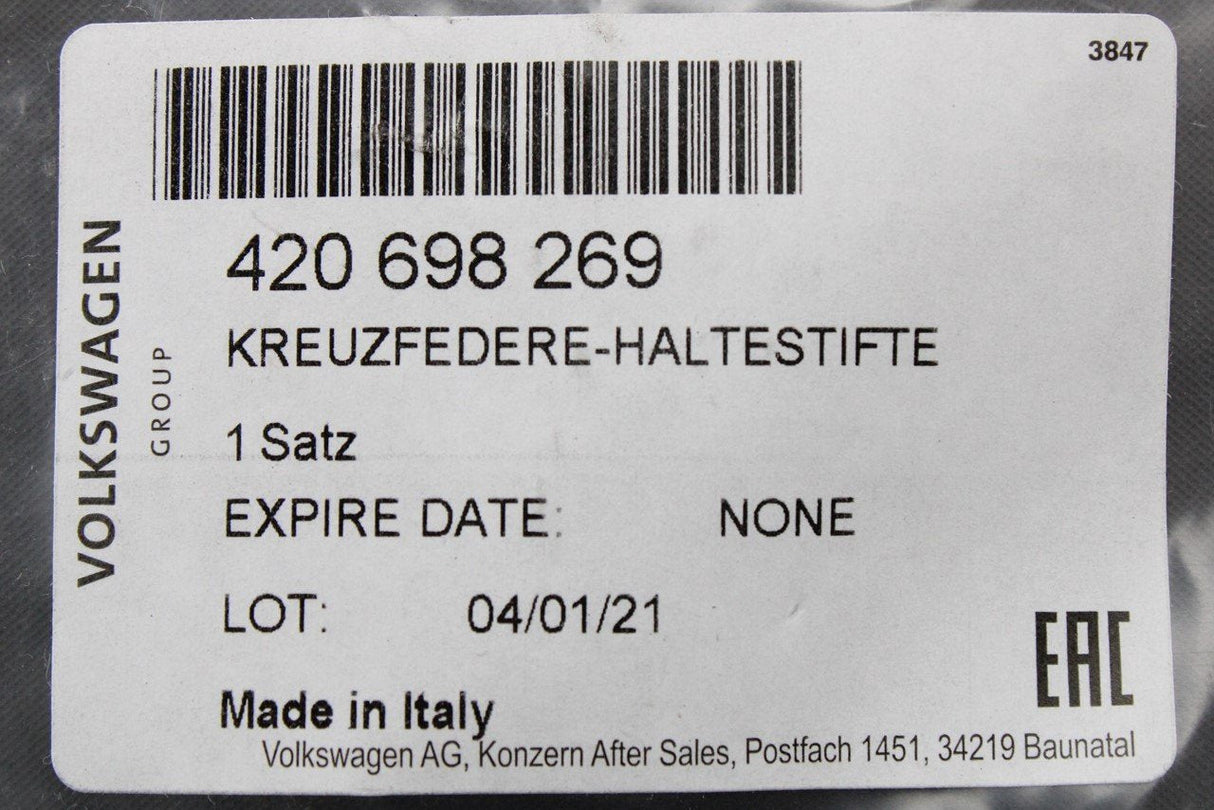 3847
VOLKSWAGEN
GROUP
420 698 269
KREUZFEDERE-HALTESTIFTE
1 Satz
EXPIRE DATE: NONE
LOT: 04/01/21
EAC
Made in Italy
Volkswagen AG, Konzern After Sales, Postfach 1451, 34219 Baunatal